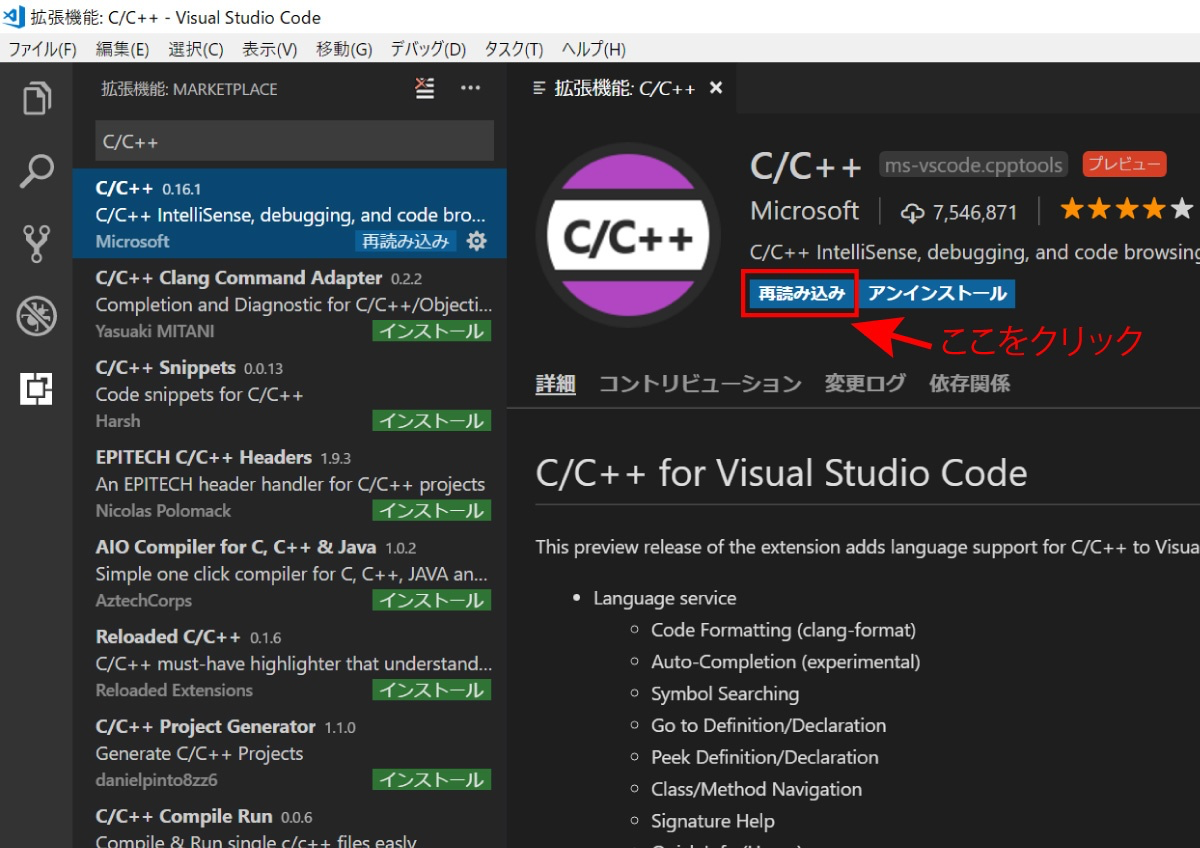 拡張機能: C/C++ - Visual Studio Code
ファイル(F) 編集(E) 選択(C) 表示(V) 移動(G) デバッグ(D) タスク(T) ヘルプ(H)
拡張機能: MARKETPLACE
C/C++
C/C++ 0.16.1
C/C++ IntelliSense, debugging, and code bro...
Microsoft 再読み込み
C/C++ Clang Command Adapter 0.2.2
Completion and Diagnostic for C/C++/Objecti...
Yasuaki MITANI インストール
C/C++ Snippets 0.0.13
Code snippets for C/C++
Harsh インストール
EPITECH C/C++ Headers 1.9.3
An EPITECH header handler for C/C++ projects
Nicolas Polomack インストール
AIO Compiler for C, C++ & Java 1.0.2
Simple one click compiler for C, C++, JAVA an...
AztechCorps インストール
Reloaded C/C++ 0.1.6
C/C++ must-have highlighter that understand...
Reloaded Extensions インストール
C/C++ Project Generator 1.1.0
Generate C/C++ Projects
danielpinto8zz6 インストール
C/C++ Compile Run 0.0.6
Compile & Run single c/c++ files easly
拡張機能: C/C++
C/C++
C/C++ ms-vscode.cpptools プレビュー
Microsoft 7,546,871
C/C++ IntelliSense, debugging, and code browsing
再読み込み アンインストール
ここをクリック
詳細 コントリビューション 変更ログ 依存関係
C/C++ for Visual Studio Code
This preview release of the extension adds language support for C/C++ to Visua
Language service
Code Formatting (clang-format)
Auto-Completion (experimental)
Symbol Searching
Go to Definition/Declaration
Peek Definition/Declaration
Class/Method Navigation
Signature Help